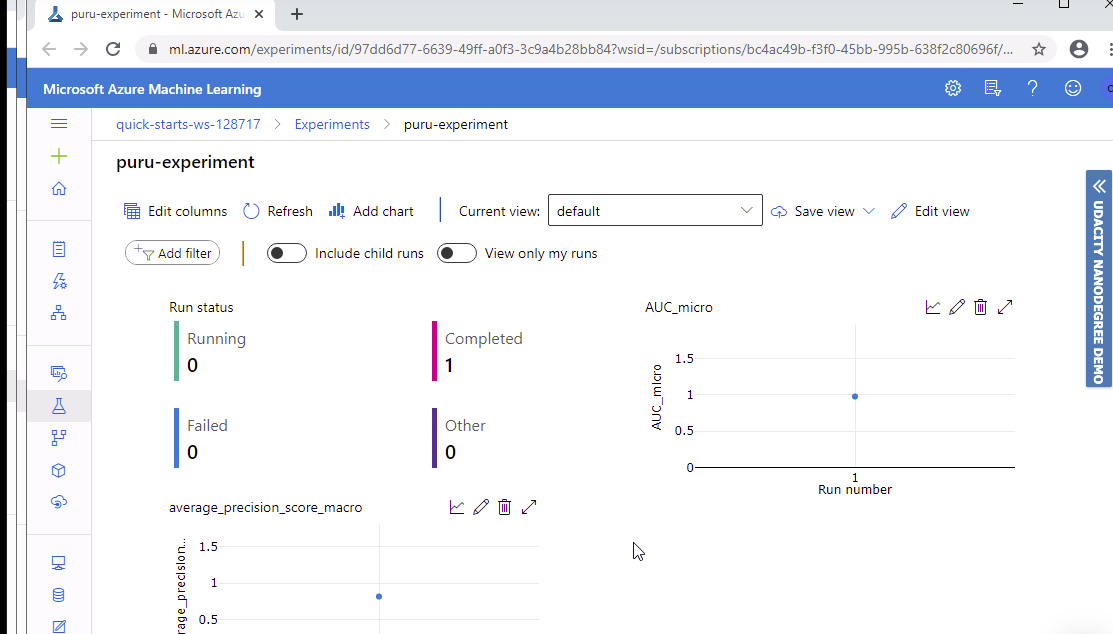 puru-experiment - Microsoft Azu
ml.azure.com/experiments/id/97dd6d77-6639-49ff-a0f3-3c9a4b28bb84?wsid=/subscriptions/bc4ac49b-f3f0-45bb-995b-638f2c80696f/...
Microsoft Azure Machine Learning
quick-starts-ws-128717 > Experiments > puru-experiment
puru-experiment
Edit columns Refresh Add chart Current view: default Save view Edit view
Add filter Include child runs View only my runs
UDACITY NANODEGREE DEMO
Run status
Running
0
Completed
1
Failed
0
Other
0
AUC_micro
AUC_micro
1.5
1
0.5
0
1
Run number
average_precision_score_macro
rage_precision...
1.5
1
0.5